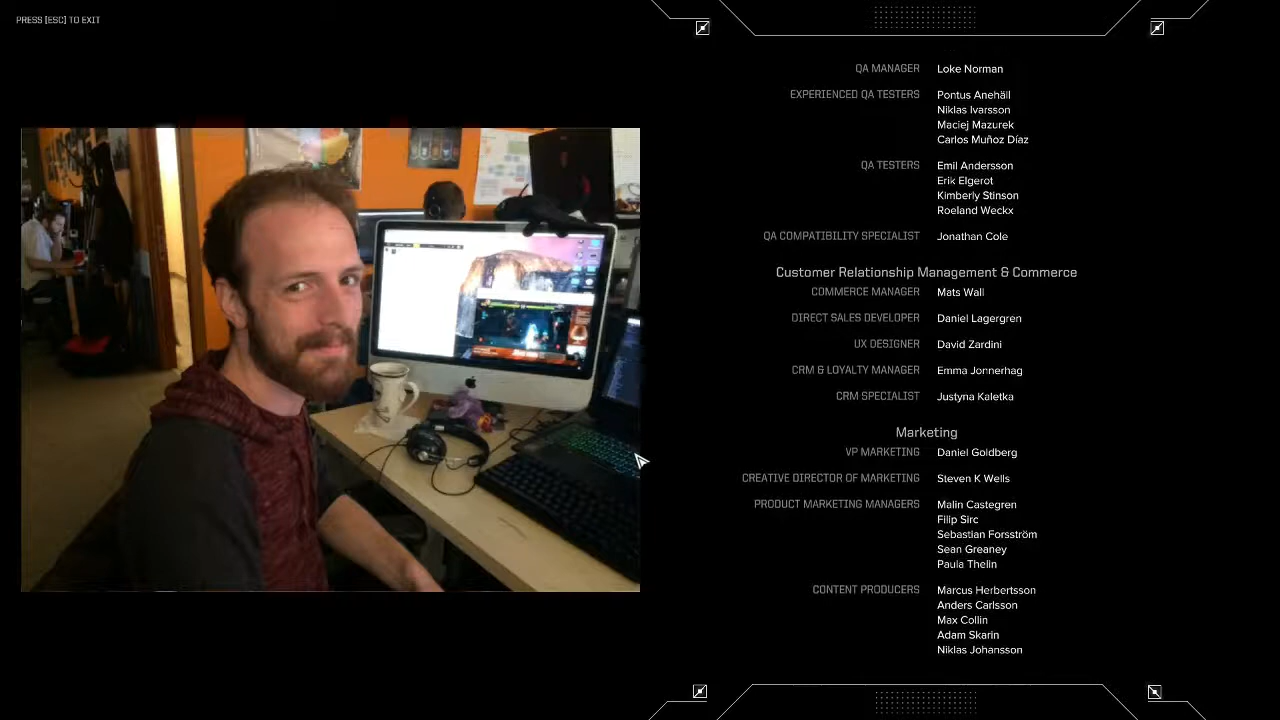 PRESS [ESC] TO EXIT
QA MANAGER Loke Norman
EXPERIENCED QA TESTERS Pontus Anehäll
Niklas Ivarsson
Maciej Mazurek
Carlos Muñoz Díaz
QA TESTERS Emil Andersson
Erik Elgerot
Kimberly Stinson
Roeland Weckx
QA COMPATIBILITY SPECIALIST Jonathan Cole
Customer Relationship Management & Commerce
COMMERCE MANAGER Mats Wall
DIRECT SALES DEVELOPER Daniel Lagergren
UX DESIGNER David Zardini
CRM & LOYALTY MANAGER Emma Jonnerhag
CRM SPECIALIST Justyna Kaletka
Marketing
VP MARKETING Daniel Goldberg
CREATIVE DIRECTOR OF MARKETING Steven K Wells
PRODUCT MARKETING MANAGERS Malin Castegren
Filip Sirc
Sebastian Forsström
Sean Greaney
Paula Thelin
CONTENT PRODUCERS Marcus Herbertsson
Anders Carlsson
Max Collin
Adam Skarin
Niklas Johansson